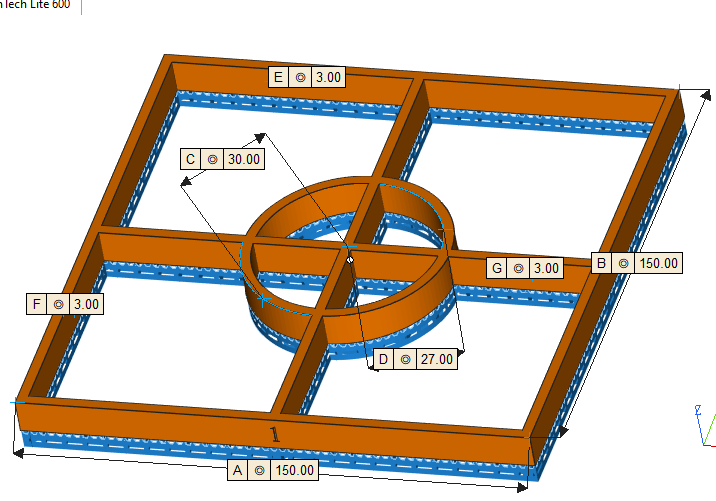 Tech Lite 600
E ⌾ 3.00
C ⌾ 30.00
G ⌾ 3.00
B ⌾ 150.00
F ⌾ 3.00
D ⌾ 27.00
1
A ⌾ 150.00
Z